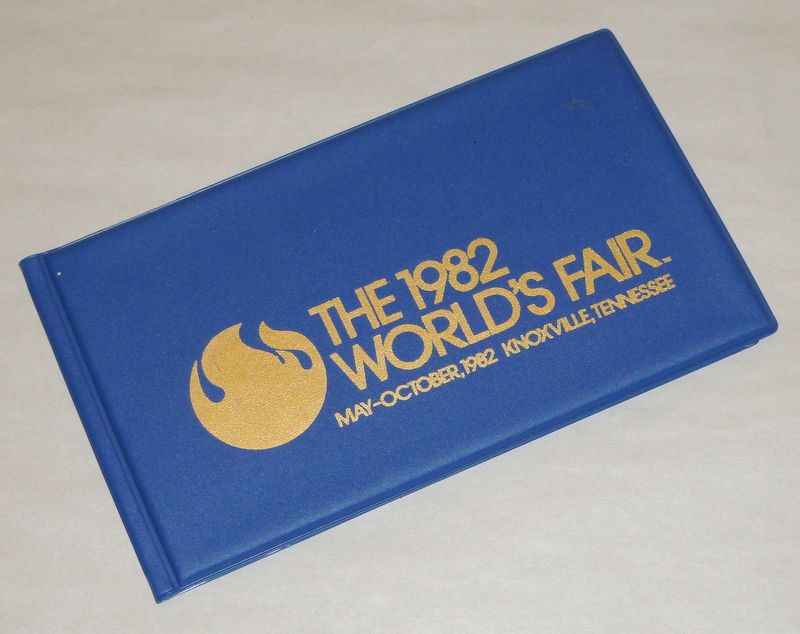 THE 1982
WORLD'S FAIR™
MAY-OCTOBER, 1982 KNOXVILLE, TENNESSEE